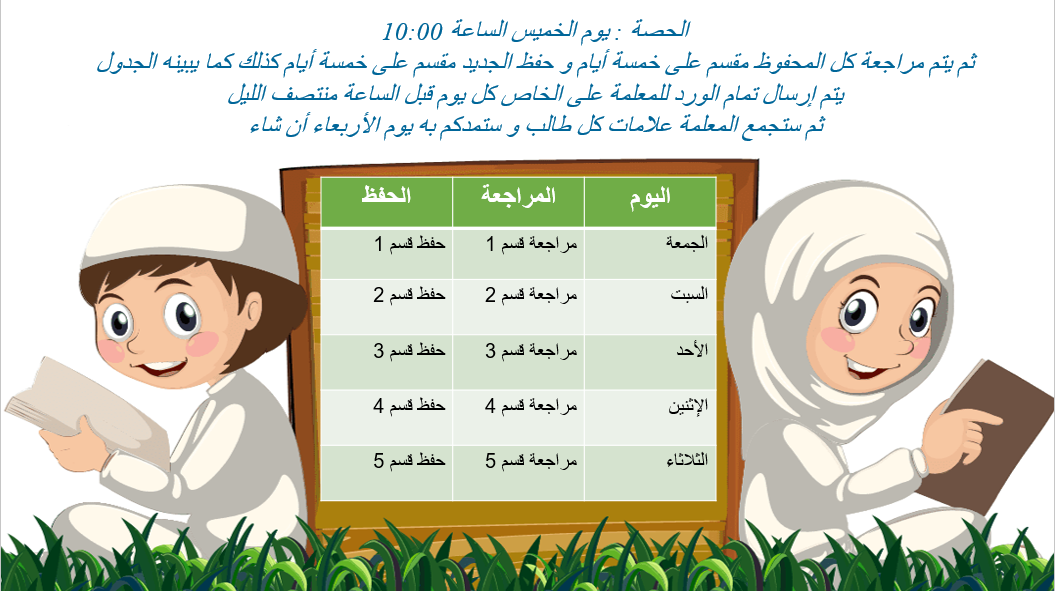 الحصة : يوم الخميس الساعة 10:00
ثم يتم مراجعة كل المحفوظ مقسم على خمسة أيام و حفظ الجديد مقسم على خمسة أيام كذلك كما يبينه الجدول
يتم إرسال تمام الورد للمعلمة على الخاص كل يوم قبل الساعة منتصف الليل
ثم ستجمع المعلمة علامات كل طالب و ستمدكم به يوم الأربعاء أن شاء
اليوم المراجعة الحفظ
الجمعة مراجعة قسم 1 حفظ قسم 1
السبت مراجعة قسم 2 حفظ قسم 2
الأحد مراجعة قسم 3 حفظ قسم 3
الإثنين مراجعة قسم 4 حفظ قسم 4
الثلاثاء مراجعة قسم 5 حفظ قسم 5